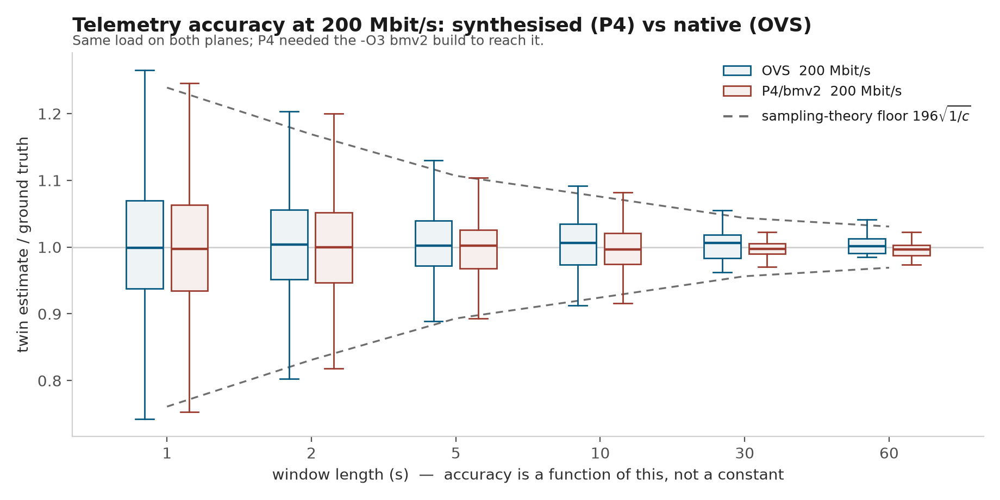 Telemetry accuracy at 200 Mbit/s: synthesised (P4) vs native (OVS)
Same load on both planes; P4 needed the -O3 bmv2 build to reach it.
OVS  200 Mbit/s
P4/bmv2  200 Mbit/s
sampling-theory floor 196√1/c
twin estimate / ground truth
1.2
1.1
1.0
0.9
0.8
1 2 5 10 30 60
window length (s)  —  accuracy is a function of this, not a constant